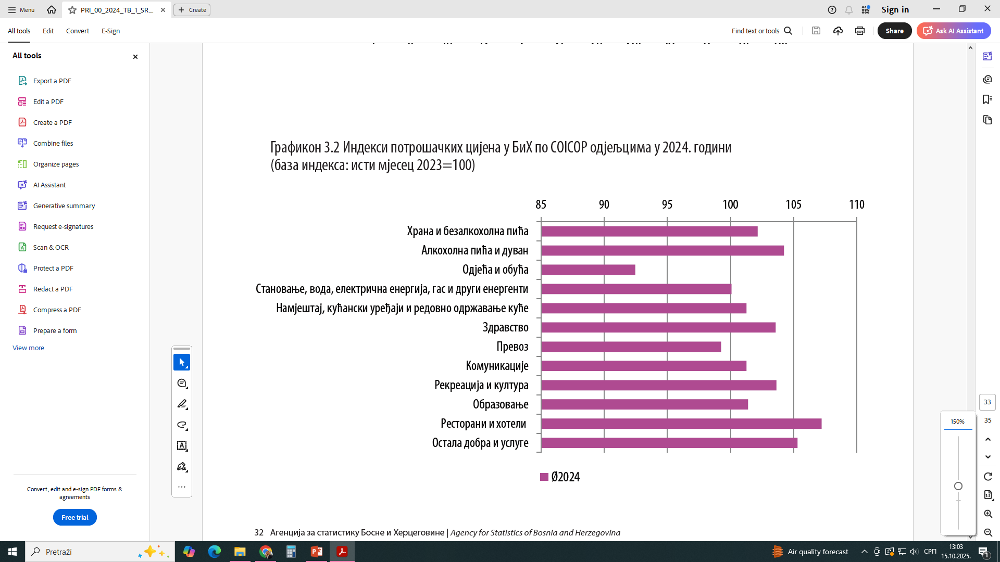 Menu
PRI_00_2024_TB_1_SR...
Create
Sign in
All tools
Edit
Convert
E-Sign
Find text or tools
Share
Ask AI Assistant
All tools
Export a PDF
Edit a PDF
Create a PDF
Combine files
Organize pages
AI Assistant
Generative summary
Request e-signatures
Scan & OCR
Protect a PDF
Redact a PDF
Compress a PDF
Prepare a form
View more
Convert, edit and e-sign PDF forms &
agreements
Free trial
Графикон 3.2 Индекси потрошачких цијена у БиХ по COICOP одјељцима у 2024. години
(база индекса: исти мјесец 2023=100)
85 90 95 100 105 110
Храна и безалкохолна пића
Алкохолна пића и дуван
Одјећа и обућа
Становање, вода, електрична енергија, гас и други енергенти
Намјештај, кућански уређаји и редовно одржавање куће
Здравство
Превоз
Комуникације
Рекреација и култура
Образовање
Ресторани и хотели
Остала добра и услуге
Ø2024
32 Агенција за статистику Босне и Херцеговине | Agency for Statistics of Bosnia and Herzegovina
33
35
150%
1:1
Pretraži
Air quality forecast
СРП
13:03
15.10.2025.
1